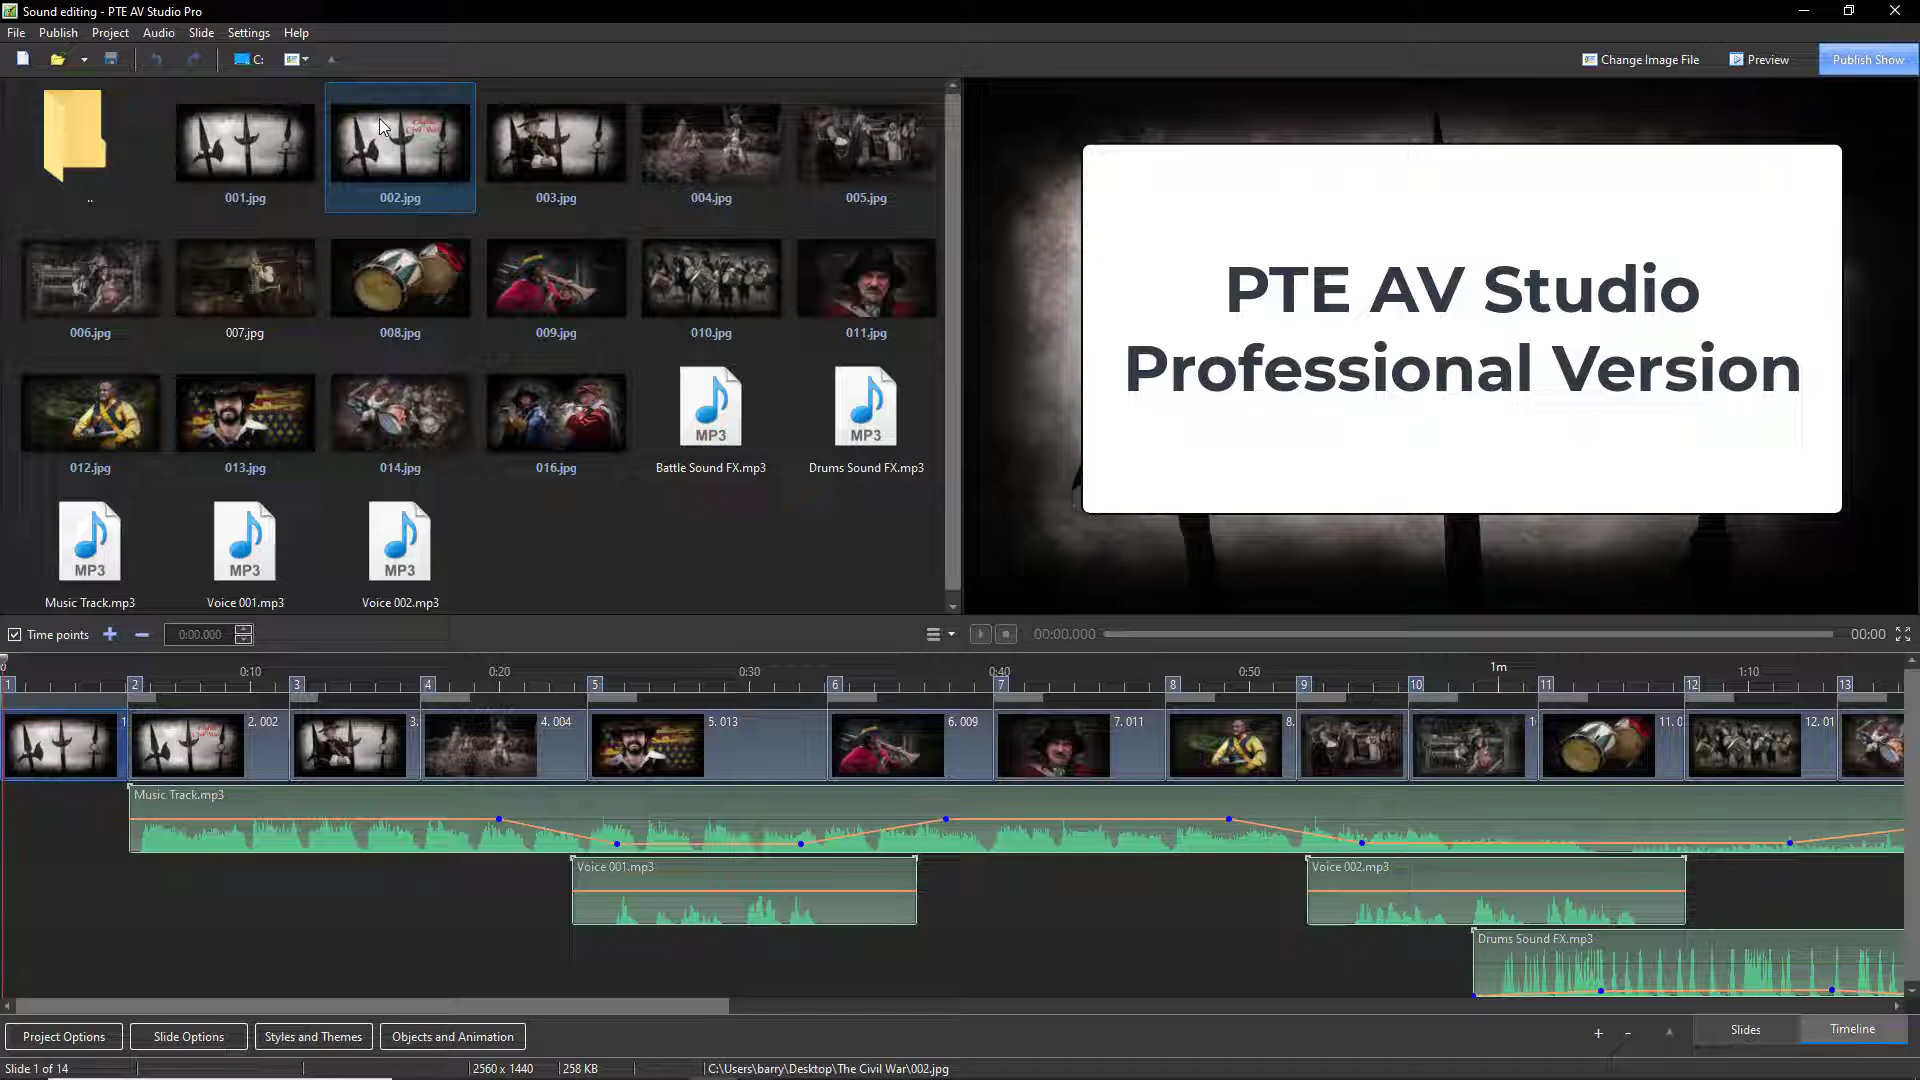 Sound editing - PTE AV Studio Pro
File Publish Project Audio Slide Settings Help
C:
Change Image File Preview Publish Show
.. 001.jpg 002.jpg 003.jpg 004.jpg 005.jpg
006.jpg 007.jpg 008.jpg 009.jpg 010.jpg 011.jpg
MP3 MP3
012.jpg 013.jpg 014.jpg 016.jpg Battle Sound FX.mp3 Drums Sound FX.mp3
MP3 MP3 MP3
Music Track.mp3 Voice 001.mp3 Voice 002.mp3
PTE AV Studio
Professional Version
Time points 0:00.000 00:00.000 00:00
0:10 0:20 0:30 0:40 0:50 1m 1:10
1 2 3 4 5 6 7 8 9 10 11 12 13
1 2. 002 3. 4. 004 5. 013 6. 009 7. 011 8. 1 11. 0 12. 01
Music Track.mp3
Voice 001.mp3 Voice 002.mp3
Drums Sound FX.mp3
Project Options Slide Options Styles and Themes Objects and Animation + - Slides Timeline
Slide 1 of 14 2560 x 1440 258 KB C:\Users\barry\Desktop\The Civil War\002.jpg